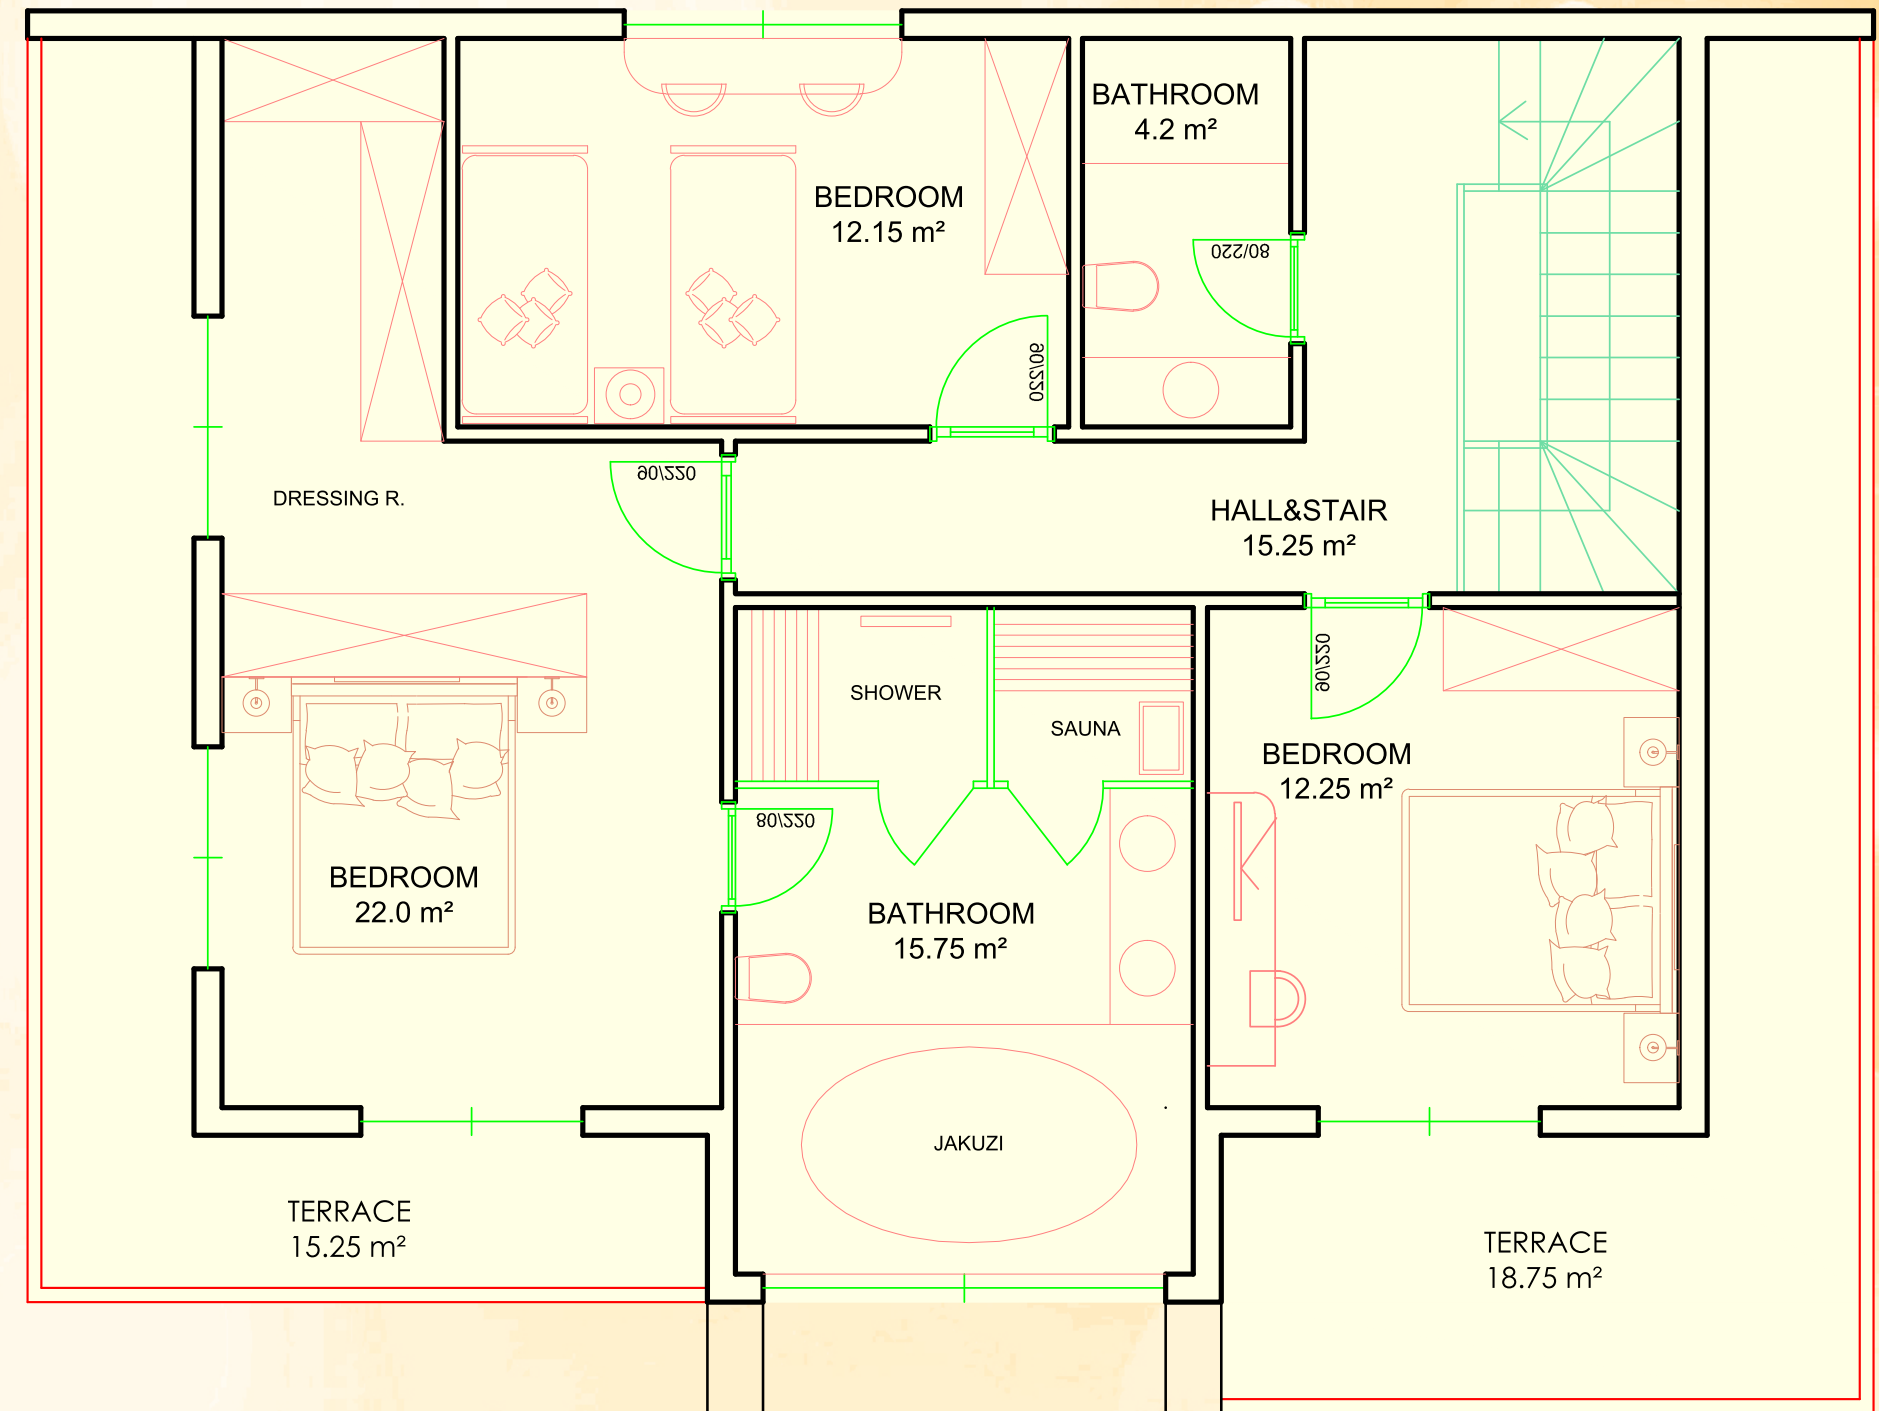 BATHROOM
4.2 m²
BEDROOM
12.15 m²
80/220
90/220
90/220
DRESSING R.
HALL&STAIR
15.25 m²
90/220
SHOWER
SAUNA
BEDROOM
12.25 m²
80/220
BEDROOM
22.0 m²
BATHROOM
15.75 m²
JAKUZI
TERRACE
15.25 m²
TERRACE
18.75 m²